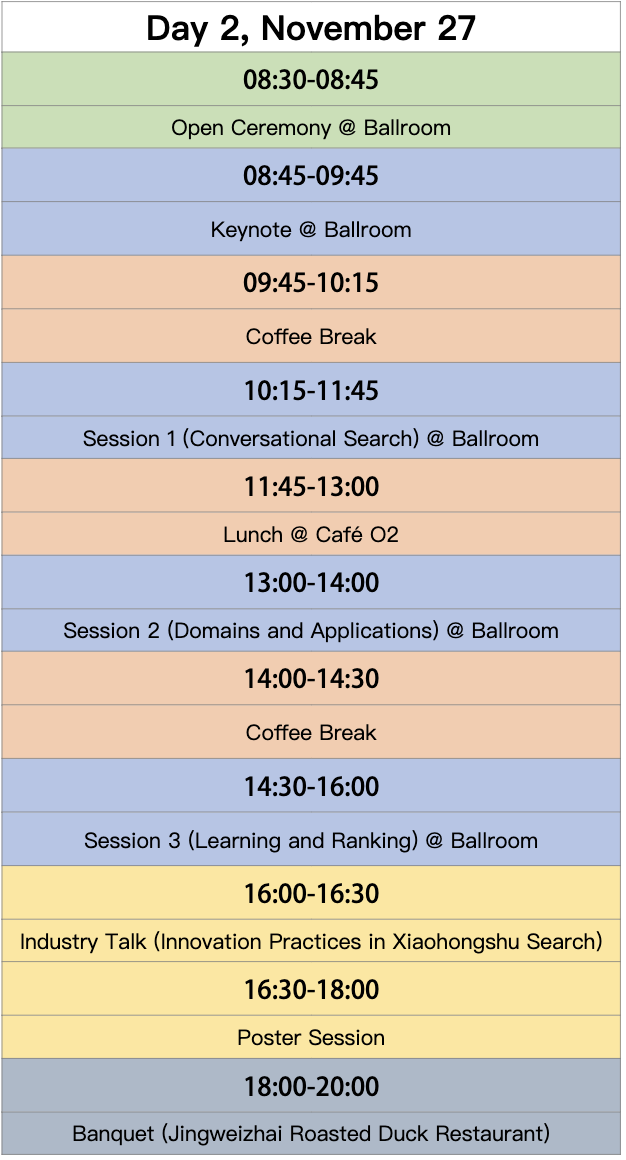 Day 2, November 27
08:30-08:45
Open Ceremony @ Ballroom
08:45-09:45
Keynote @ Ballroom
09:45-10:15
Coffee Break
10:15-11:45
Session 1 (Conversational Search) @ Ballroom
11:45-13:00
Lunch @ Café O2
13:00-14:00
Session 2 (Domains and Applications) @ Ballroom
14:00-14:30
Coffee Break
14:30-16:00
Session 3 (Learning and Ranking) @ Ballroom
16:00-16:30
Industry Talk (Innovation Practices in Xiaohongshu Search)
16:30-18:00
Poster Session
18:00-20:00
Banquet (Jingweizhai Roasted Duck Restaurant)